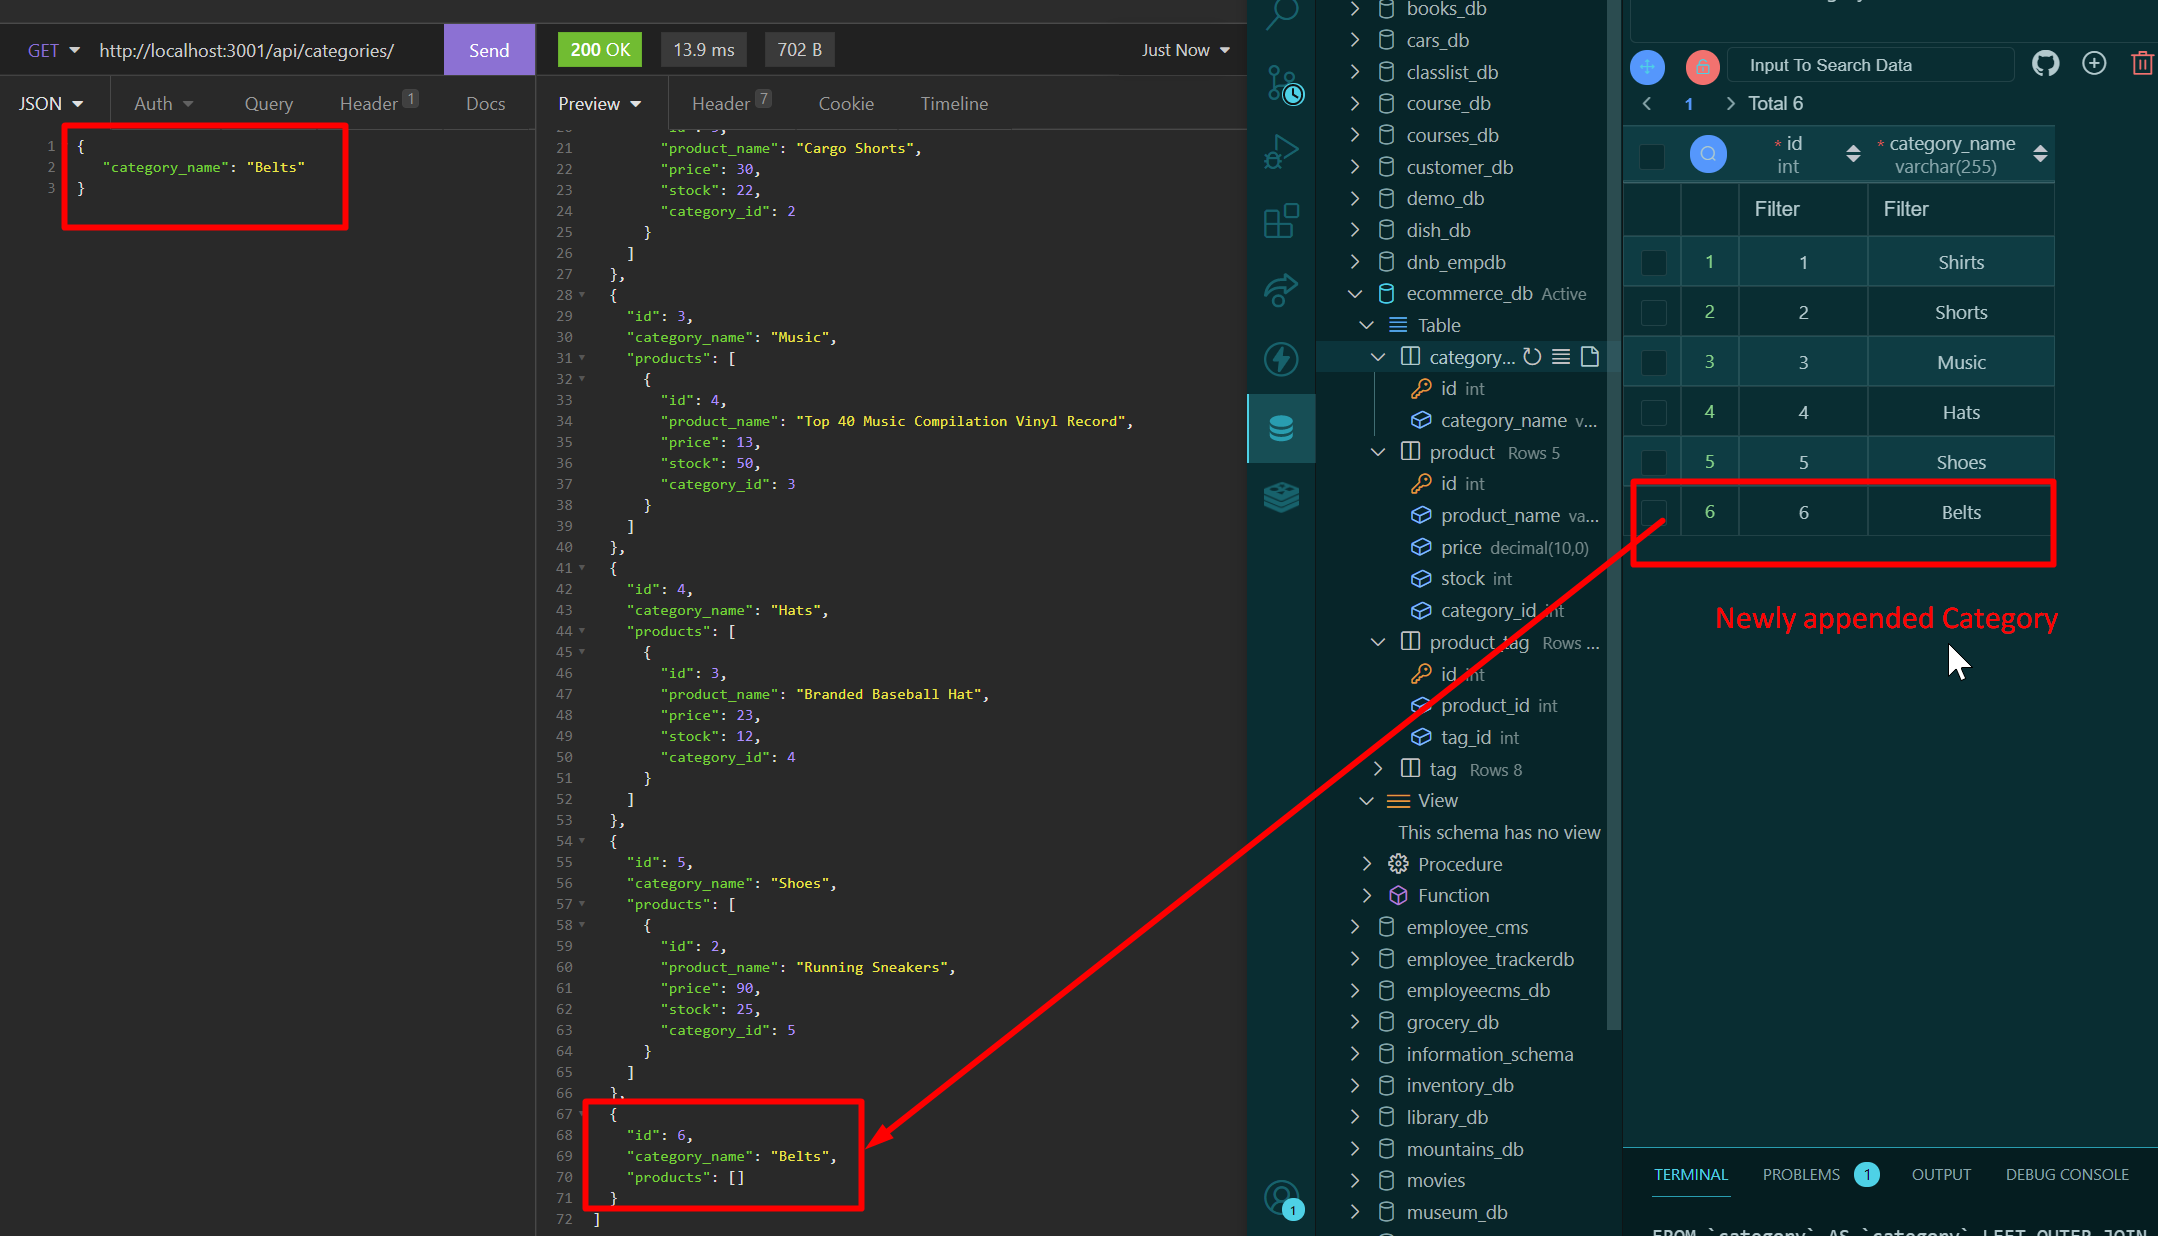 GET http://localhost:3001/api/categories/ Send
JSON Auth Query Header 1 Docs
1 {
2 "category_name": "Belts"
3 }
200 OK 13.9 ms 702 B Just Now
Preview Header 7 Cookie Timeline
21 "product_name": "Cargo Shorts",
22 "price": 30,
23 "stock": 22,
24 "category_id": 2
25 }
26 ]
27 },
28 {
29 "id": 3,
30 "category_name": "Music",
31 "products": [
32 {
33 "id": 4,
34 "product_name": "Top 40 Music Compilation Vinyl Record",
35 "price": 13,
36 "stock": 50,
37 "category_id": 3
38 }
39 ]
40 },
41 {
42 "id": 4,
43 "category_name": "Hats",
44 "products": [
45 {
46 "id": 3,
47 "product_name": "Branded Baseball Hat",
48 "price": 23,
49 "stock": 12,
50 "category_id": 4
51 }
52 ]
53 },
54 {
55 "id": 5,
56 "category_name": "Shoes",
57 "products": [
58 {
59 "id": 2,
60 "product_name": "Running Sneakers",
61 "price": 90,
62 "stock": 25,
63 "category_id": 5
64 }
65 ]
66 },
67 {
68 "id": 6,
69 "category_name": "Belts",
70 "products": []
71 }
72 ]
books_db
cars_db
classlist_db
course_db
courses_db
customer_db
demo_db
dish_db
dnb_empdb
ecommerce_db Active
Table
category...
id int
category_name v...
product Rows 5
id int
product_name va...
price decimal(10,0)
stock int
category_id int
product_tag Rows ...
id int
product_id int
tag_id int
tag Rows 8
View
This schema has no view
Procedure
Function
employee_cms
employee_trackerdb
employeecms_db
grocery_db
information_schema
inventory_db
library_db
mountains_db
movies
museum_db
1
Input To Search Data
1 Total 6
* id
int
* category_name
varchar(255)
Filter Filter
1 1 Shirts
2 2 Shorts
3 3 Music
4 4 Hats
5 5 Shoes
6 6 Belts
Newly appended Category
TERMINAL PROBLEMS 1 OUTPUT DEBUG CONSOLE
FROM `category` AS `category` LEFT OUTER JOIN